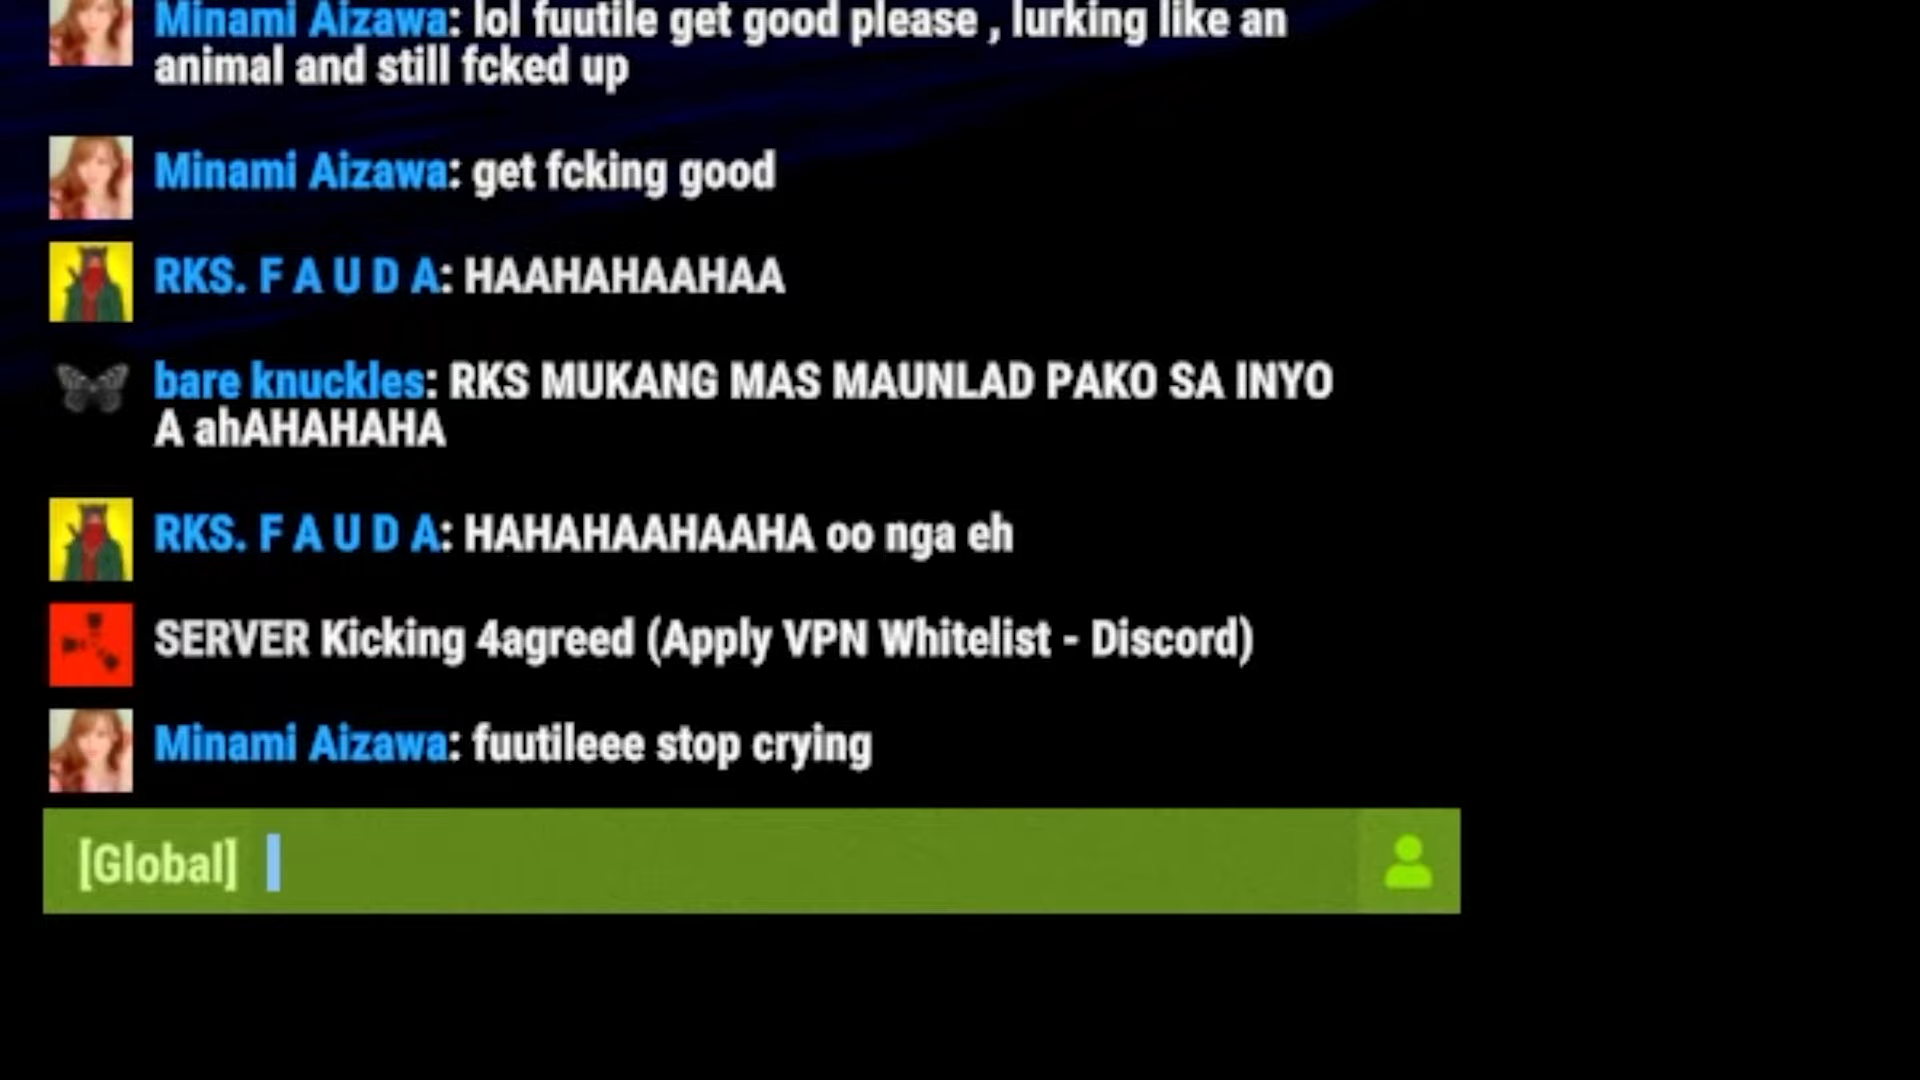 Minami Aizawa: lol fuutile get good please , lurking like an
animal and still fcked up
Minami Aizawa: get fcking good
RKS. F A U D A: HAAHAHAAHAA
bare knuckles: RKS MUKANG MAS MAUNLAD PAKO SA INYO
A ahAHAHAHA
RKS. F A U D A: HAHAHAAHAAHA oo nga eh
SERVER Kicking 4agreed (Apply VPN Whitelist - Discord)
Minami Aizawa: fuutileee stop crying
[Global]